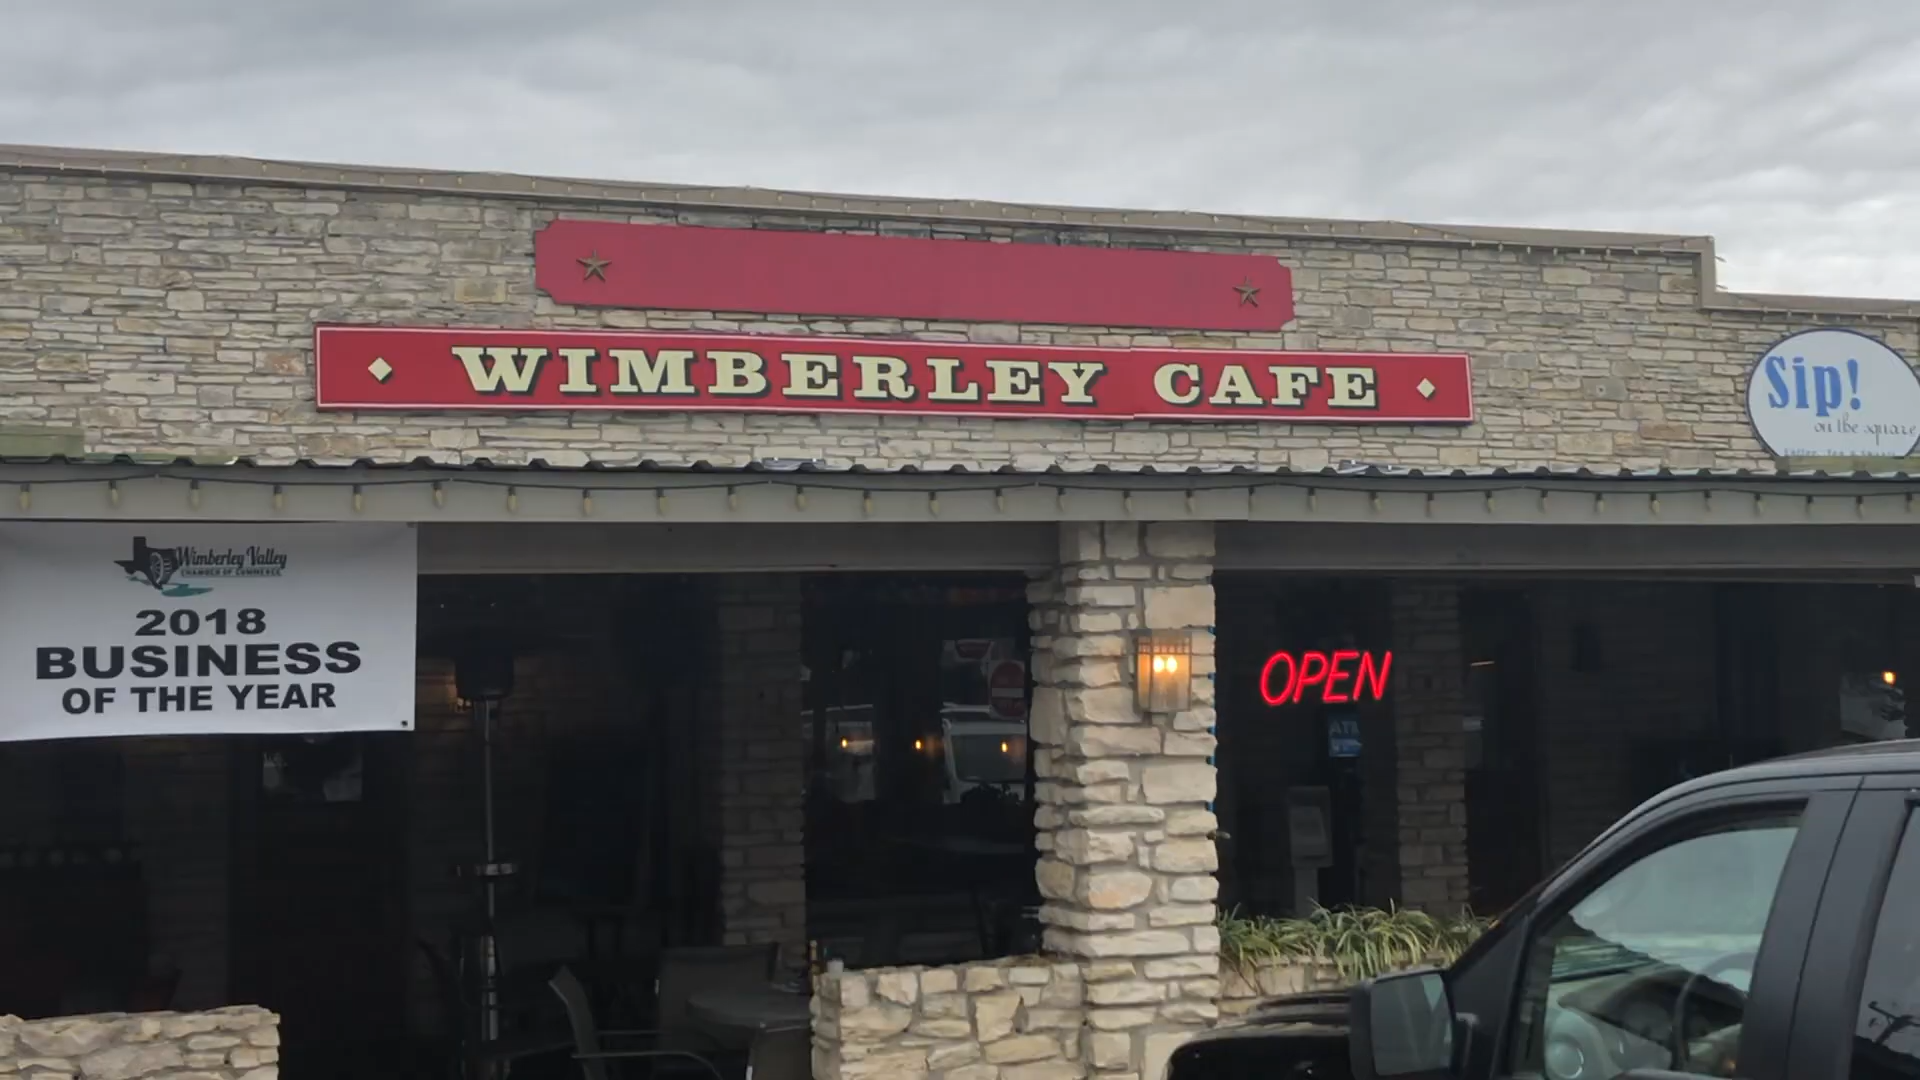 WIMBERLEY CAFE
Sip!
on the square
Wimberley Valley
CHAMBER OF COMMERCE
2018
BUSINESS
OF THE YEAR
OPEN